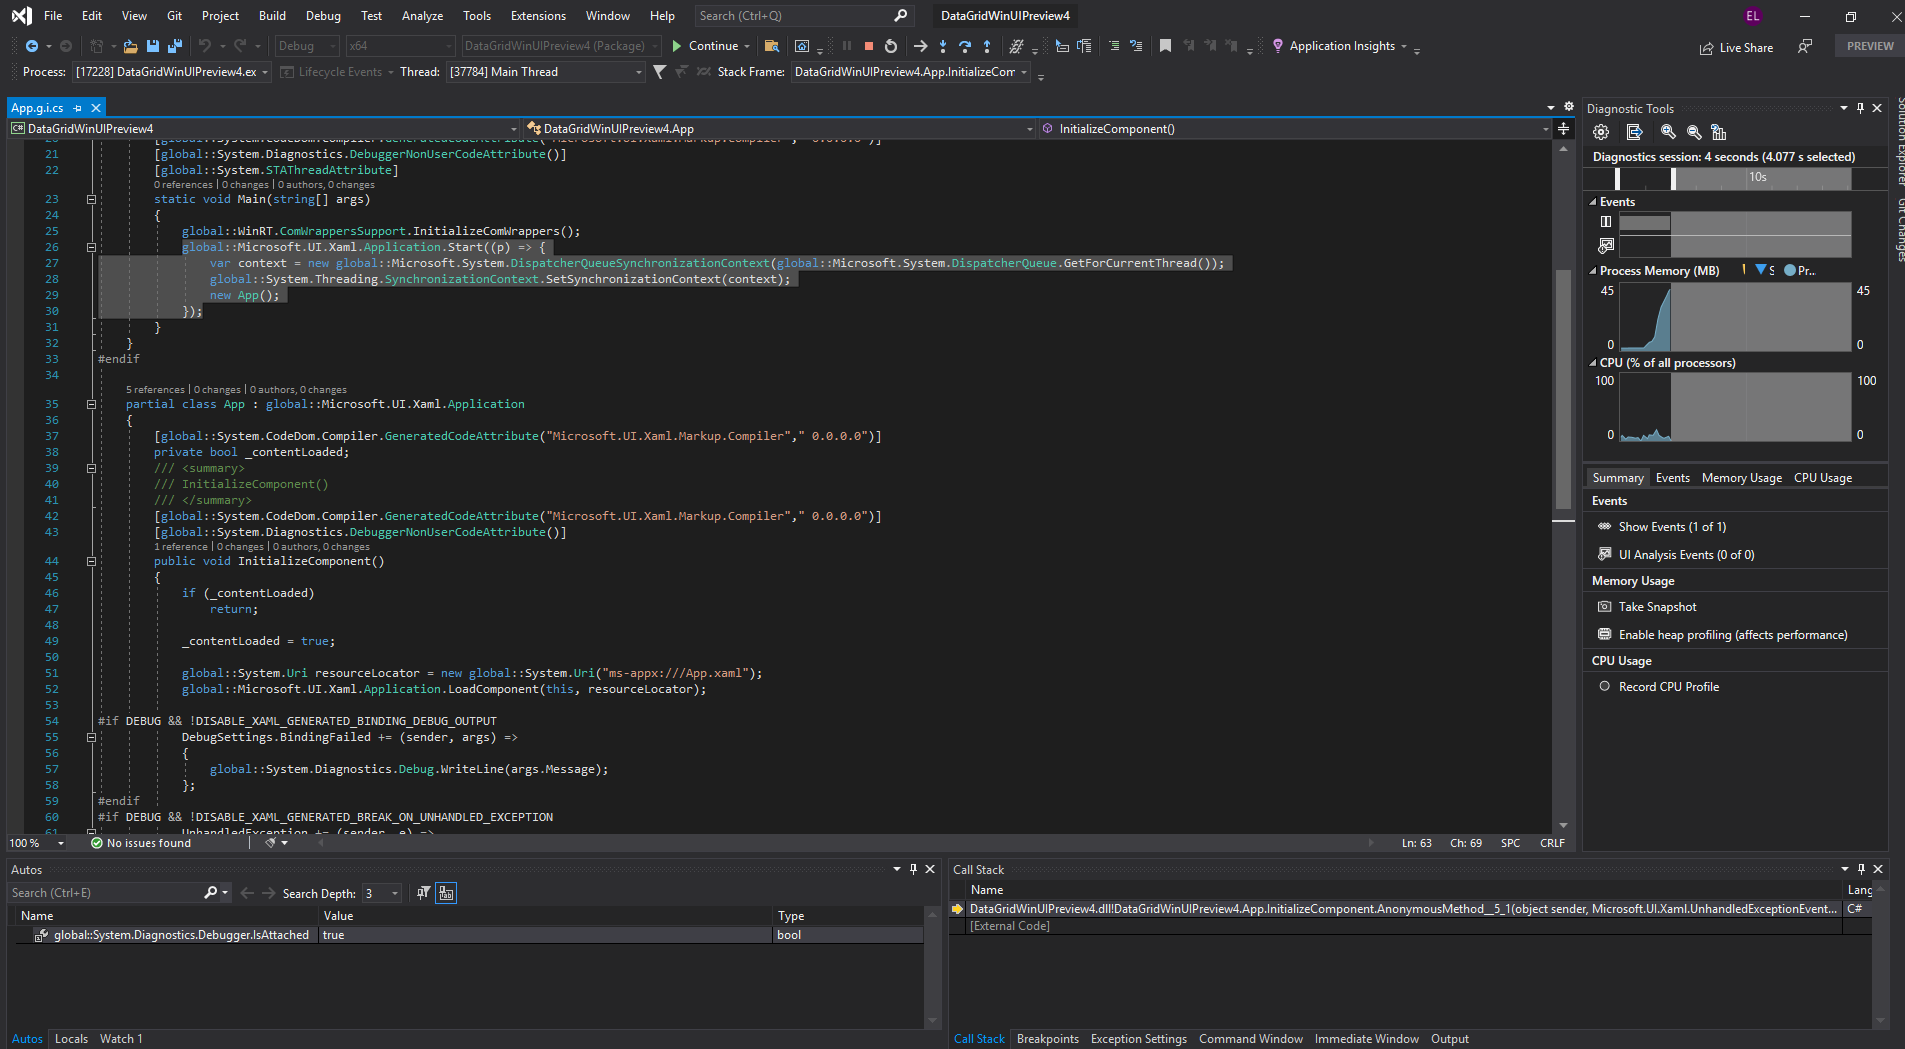 File Edit View Git Project Build Debug Test Analyze Tools Extensions Window Help Search (Ctrl+Q) DataGridWinUIPreview4 EL
Debug x64 DataGridWinUIPreview4 (Package) Continue Application Insights Live Share PREVIEW
Process: [17228] DataGridWinUIPreview4.ex Lifecycle Events Thread: [37784] Main Thread Stack Frame: DataGridWinUIPreview4.App.InitializeCom
App.g.i.cs
C# DataGridWinUIPreview4 DataGridWinUIPreview4.App InitializeComponent()
20 [global::System.CodeDom.Compiler.GeneratedCodeAttribute("Microsoft.UI.Xaml.Markup.Compiler"," 0.0.0.0")]
21 [global::System.Diagnostics.DebuggerNonUserCodeAttribute()]
22 [global::System.STAThreadAttribute]
0 references | 0 changes | 0 authors, 0 changes
23 static void Main(string[] args)
24 {
25 global::WinRT.ComWrappersSupport.InitializeComWrappers();
26 global::Microsoft.UI.Xaml.Application.Start((p) => {
27 var context = new global::Microsoft.System.DispatcherQueueSynchronizationContext(global::Microsoft.System.DispatcherQueue.GetForCurrentThread());
28 global::System.Threading.SynchronizationContext.SetSynchronizationContext(context);
29 new App();
30 });
31 }
32 }
33 #endif
34
5 references | 0 changes | 0 authors, 0 changes
35 partial class App : global::Microsoft.UI.Xaml.Application
36 {
37 [global::System.CodeDom.Compiler.GeneratedCodeAttribute("Microsoft.UI.Xaml.Markup.Compiler"," 0.0.0.0")]
38 private bool _contentLoaded;
39 /// <summary>
40 /// InitializeComponent()
41 /// </summary>
42 [global::System.CodeDom.Compiler.GeneratedCodeAttribute("Microsoft.UI.Xaml.Markup.Compiler"," 0.0.0.0")]
43 [global::System.Diagnostics.DebuggerNonUserCodeAttribute()]
1 reference | 0 changes | 0 authors, 0 changes
44 public void InitializeComponent()
45 {
46 if (_contentLoaded)
47 return;
48
49 _contentLoaded = true;
50
51 global::System.Uri resourceLocator = new global::System.Uri("ms-appx:///App.xaml");
52 global::Microsoft.UI.Xaml.Application.LoadComponent(this, resourceLocator);
53
54 #if DEBUG && !DISABLE_XAML_GENERATED_BINDING_DEBUG_OUTPUT
55 DebugSettings.BindingFailed += (sender, args) =>
56 {
57 global::System.Diagnostics.Debug.WriteLine(args.Message);
58 };
59 #endif
60 #if DEBUG && !DISABLE_XAML_GENERATED_BREAK_ON_UNHANDLED_EXCEPTION
61 UnhandledException += (sender, e) =>
100 % No issues found Ln: 63 Ch: 69 SPC CRLF
Diagnostic Tools
Diagnostics session: 4 seconds (4.077 s selected)
10s
Events
Process Memory (MB) S Pr...
45 45
0 0
CPU (% of all processors)
100 100
0 0
Summary Events Memory Usage CPU Usage
Events
Show Events (1 of 1)
UI Analysis Events (0 of 0)
Memory Usage
Take Snapshot
Enable heap profiling (affects performance)
CPU Usage
Record CPU Profile
Solution Explorer
Git Changes
Autos
Search (Ctrl+E) Search Depth: 3
Name Value Type
global::System.Diagnostics.Debugger.IsAttached true bool
Autos Locals Watch 1
Call Stack
Name Lang
DataGridWinUIPreview4.dll!DataGridWinUIPreview4.App.InitializeComponent.AnonymousMethod__5_1(object sender, Microsoft.UI.Xaml.UnhandledExceptionEvent... C#
[External Code]
Call Stack Breakpoints Exception Settings Command Window Immediate Window Output